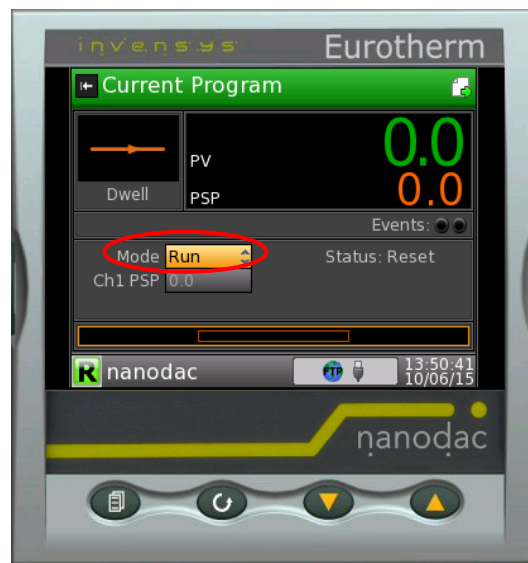 invensys Eurotherm
Current Program
PV 0.0
Dwell
PSP 0.0
Events:
Mode Run Status: Reset
Ch1 PSP 0.0
R nanodac FTP 13:50:41
10/06/15
nanodac